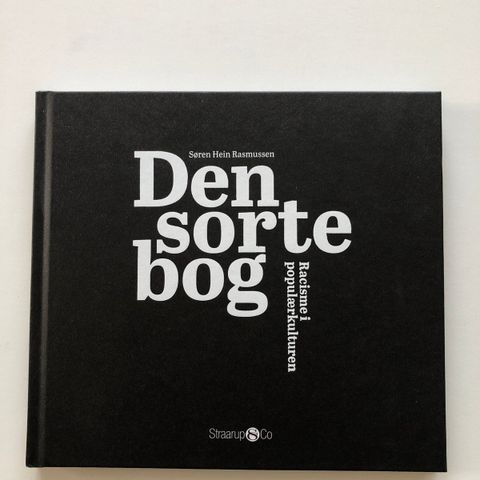 Søren Hein Rasmussen
Den
sorte
bog
Racisme i
populærkulturen
Straarup & Co